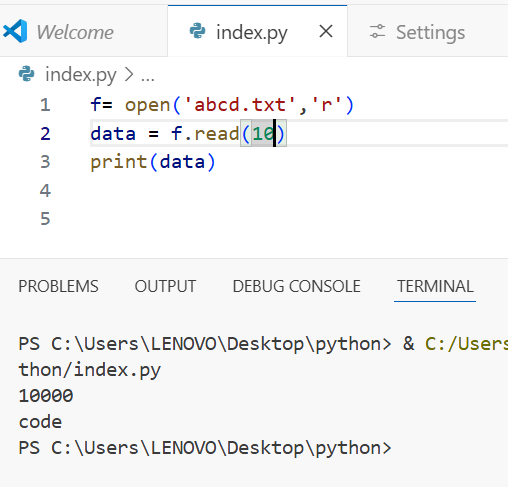 Welcome index.py Settings
index.py > ...
1 f= open('abcd.txt','r')
2 data = f.read(10)
3 print(data)
4
5
PROBLEMS OUTPUT DEBUG CONSOLE TERMINAL
PS C:\Users\LENOVO\Desktop\python> & C:/Users
thon/index.py
10000
code
PS C:\Users\LENOVO\Desktop\python>